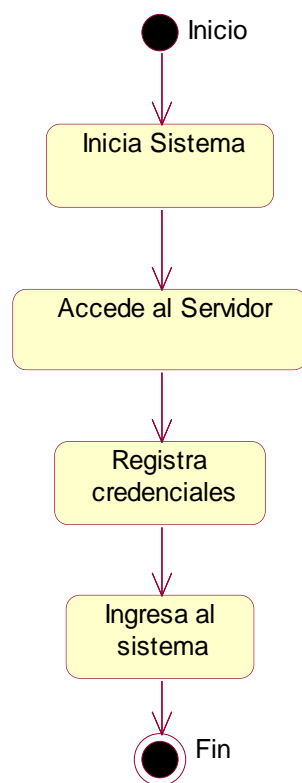 Inicio
Inicia Sistema
Accede al Servidor
Registra
credenciales
Ingresa al
sistema
Fin